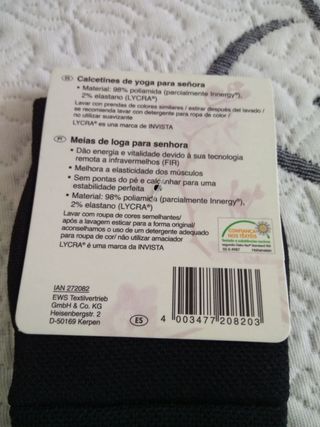 ES Calcetines de yoga para señora
• Material: 98% poliamida (parcialmente Innergy®),
2% elastano (LYCRA®)
Lavar con prendas de colores similares / estirar después del lavado /
se recomienda lavar con detergente para ropa de color /
no utilizar suavizante
LYCRA® es una marca de INVISTA
PT Meias de Ioga para senhora
• Dão energia e vitalidade devido à sua tecnologia
remota a infravermelhos (FIR)
• Melhora a elasticidade dos músculos
• Sem pontas do pé e calcanhar para uma
estabilidade perfeita
• Material: 98% poliamida (parcialmente Innergy®),
2% elastano (LYCRA®)
Lavar com roupa de cores semelhantes/
após a lavagem esticar para a forma original/
aconselhamos o uso de um detergente adequado
para roupa de cor/ não utilizar amaciador
LYCRA® é uma marca da INVISTA
CONFIANÇA
NOS TÊXTEIS
Hohenstein
IAN 272082
EWS Textilvertrieb
GmbH & Co. KG
Heisenbergstr. 2
D-50169 Kerpen
ES
4 003477 208203